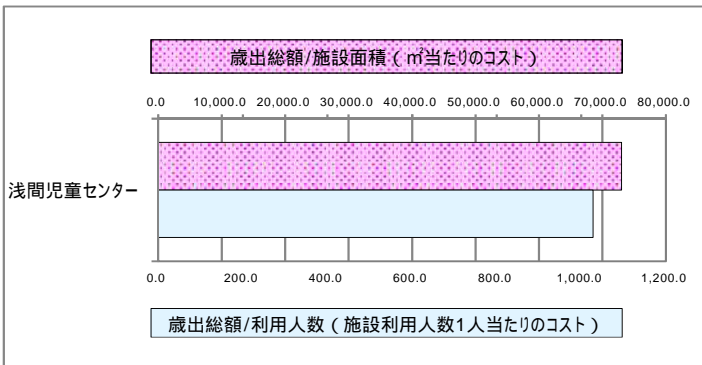 歳出総額/施設面積(㎡当たりのコスト)
0.0 10,000.0 20,000.0 30,000.0 40,000.0 50,000.0 60,000.0 70,000.0 80,000.0
浅間児童センター
0.0 200.0 400.0 600.0 800.0 1,000.0 1,200.0
歳出総額/利用人数(施設利用人数1人当たりのコスト)